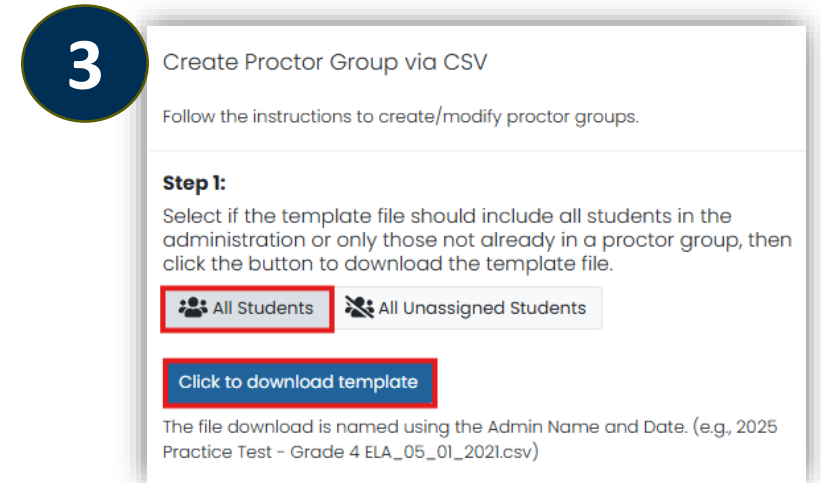 3
Create Proctor Group via CSV
Follow the instructions to create/modify proctor groups.
Step 1:
Select if the template file should include all students in the
administration or only those not already in a proctor group, then
click the button to download the template file.
All Students All Unassigned Students
Click to download template
The file download is named using the Admin Name and Date. (e.g., 2025
Practice Test - Grade 4 ELA_05_01_2021.csv)